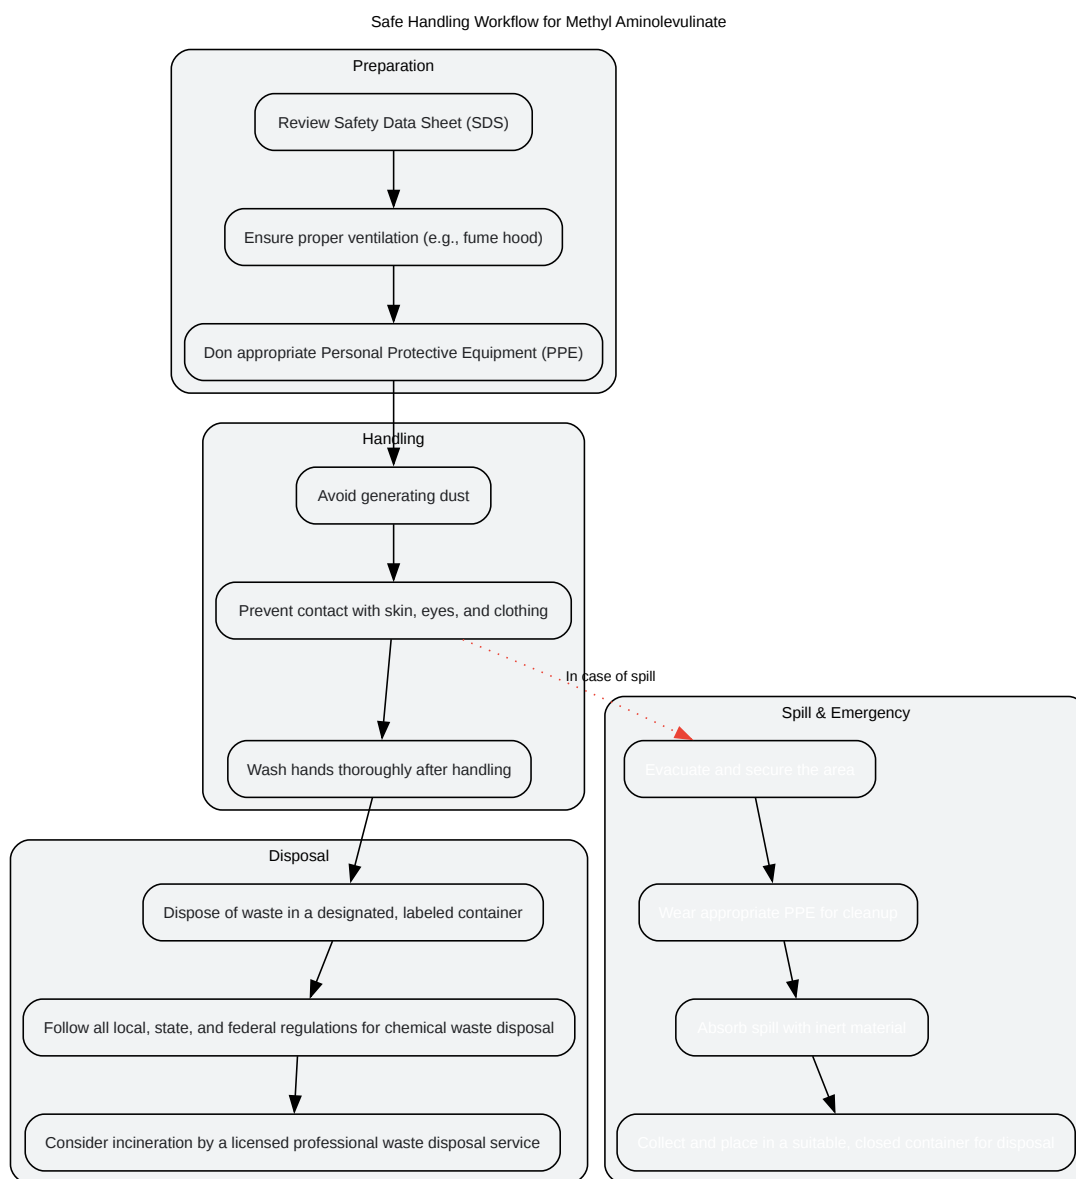 Safe Handling Workflow for Methyl Aminolevulinate
Preparation
Review Safety Data Sheet (SDS)
Ensure proper ventilation (e.g., fume hood)
Don appropriate Personal Protective Equipment (PPE)
Handling
Avoid generating dust
Prevent contact with skin, eyes, and clothing
In case of spill
Wash hands thoroughly after handling
Spill & Emergency
Evacuate and secure the area
Wear appropriate PPE for cleanup
Absorb spill with inert material
Collect and place in a suitable, closed container for disposal
Disposal
Dispose of waste in a designated, labeled container
Follow all local, state, and federal regulations for chemical waste disposal
Consider incineration by a licensed professional waste disposal service